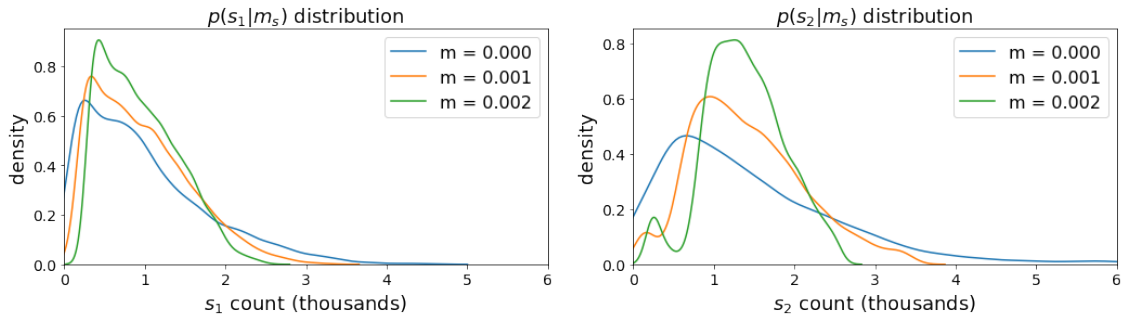 p(s₁|mₛ) distribution
density
0.8
0.6
0.4
0.2
0.0
0 1 2 3 4 5 6
s₁ count (thousands)
m = 0.000
m = 0.001
m = 0.002
p(s₂|mₛ) distribution
density
0.8
0.6
0.4
0.2
0.0
0 1 2 3 4 5 6
s₂ count (thousands)
m = 0.000
m = 0.001
m = 0.002